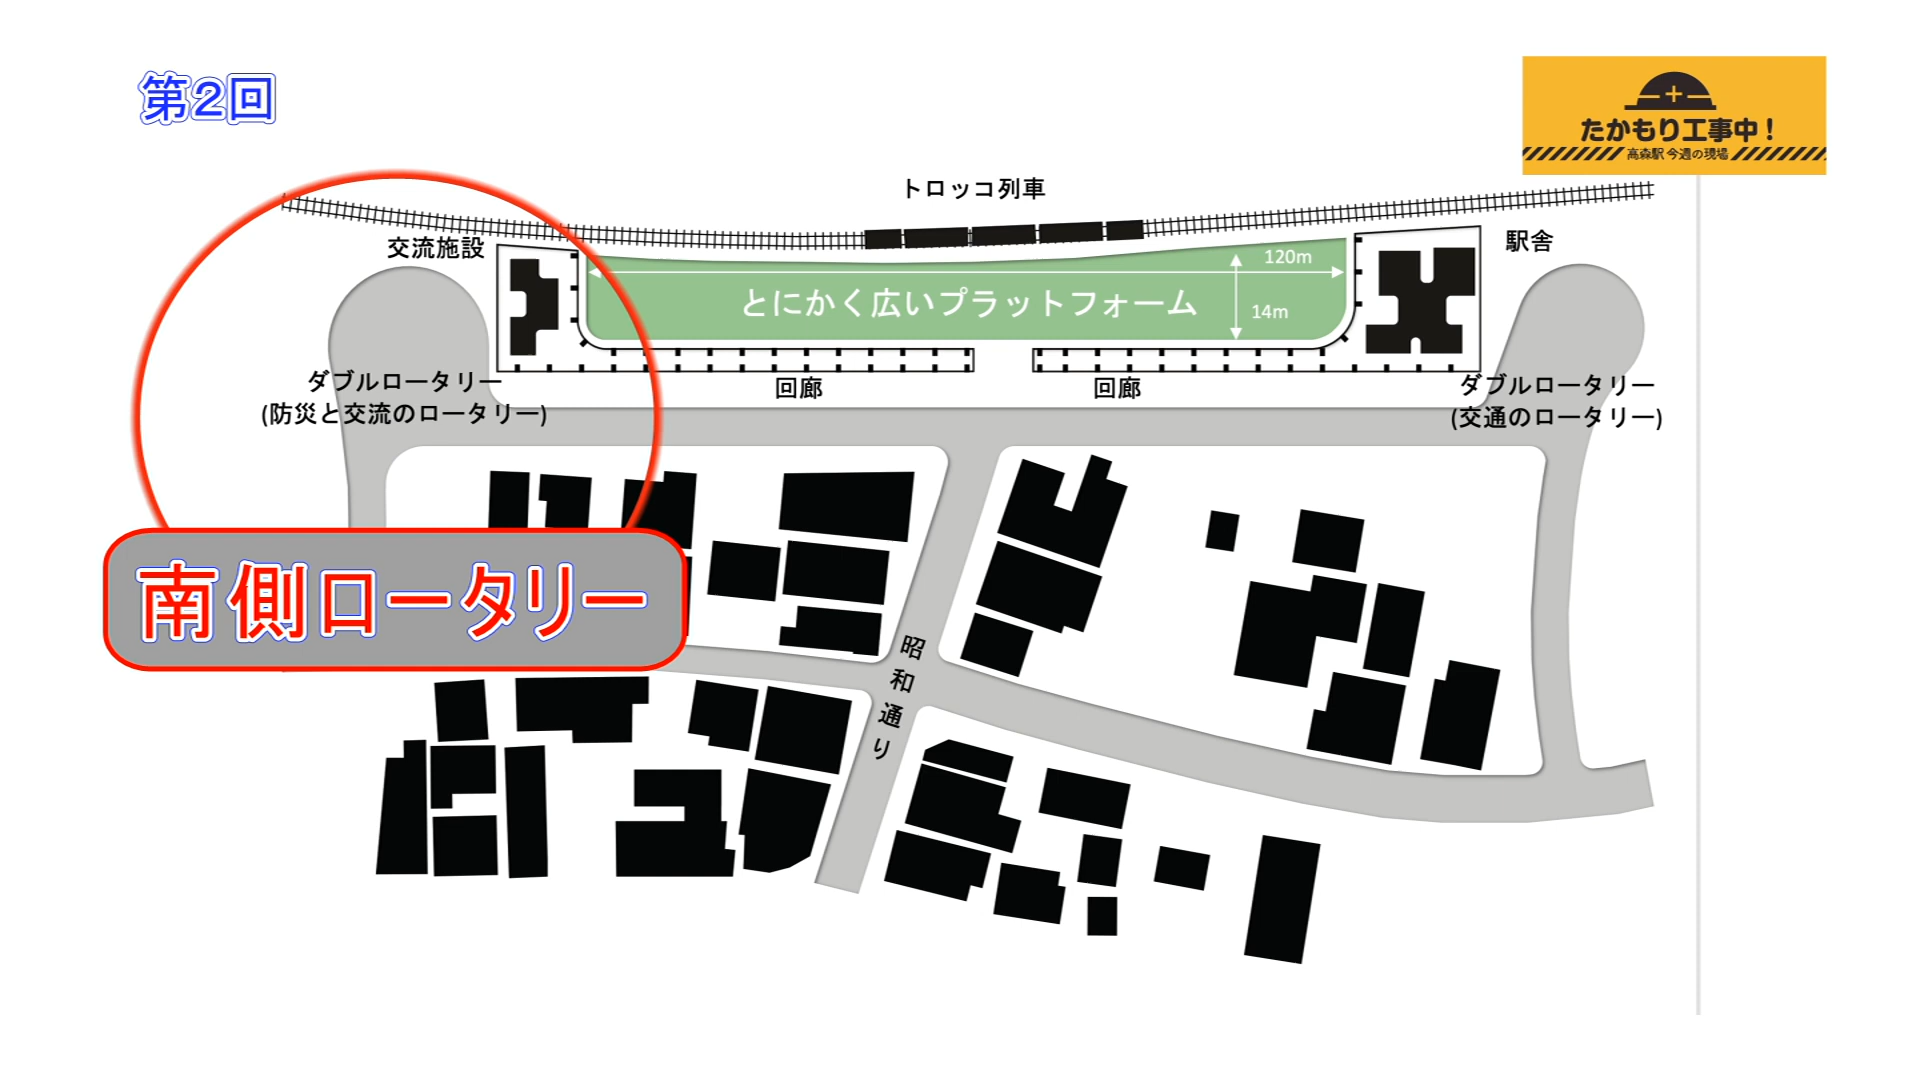 第2回
たかもり工事中!
高森駅 今週の現場
トロッコ列車
交流施設
駅舎
120m
とにかく広いプラットフォーム
14m
ダブルロータリー
(防災と交流のロータリー)
回廊
回廊
ダブルロータリー
(交通のロータリー)
南側ロータリー
昭和通り